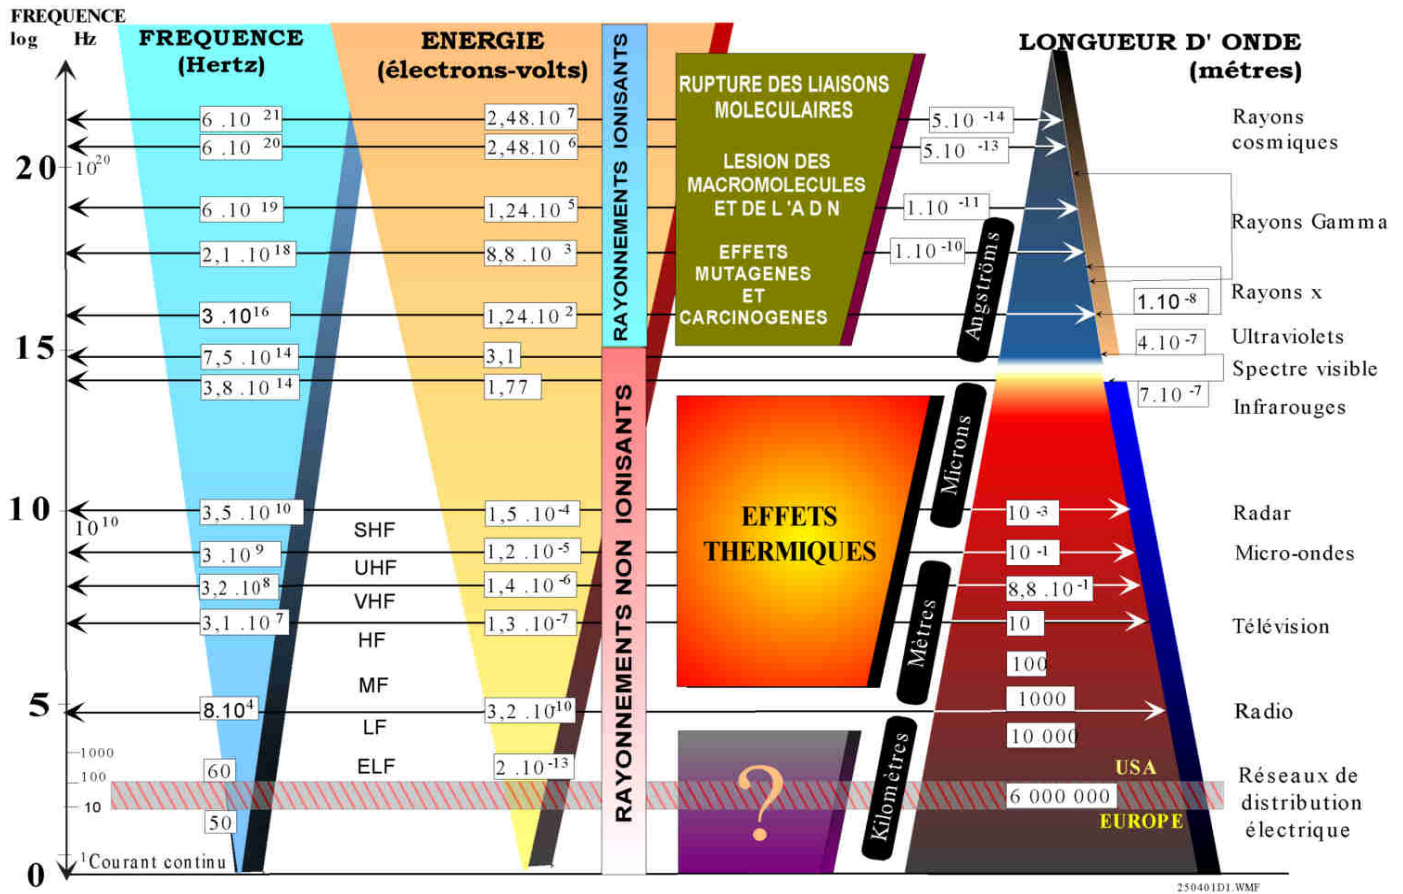 FREQUENCE
log Hz
FREQUENCE
(Hertz)
ENERGIE
(électrons-volts)
LONGUEUR D' ONDE
(métres)
RAYONNEMENTS IONISANTS
RAYONNEMENTS NON IONISANTS
20
10 20
15
10
10 10
5
1000
100
10
1
0
Courant continu
6 .10 21
6 .10 20
6 .10 19
2,1 .10 18
3 .10 16
7,5 .10 14
3,8 .10 14
3,5 .10 10
3 .10 9
3,2 .10 8
3,1 .10 7
8.10 4
60
50
SHF
UHF
VHF
HF
MF
LF
ELF
2,48.10 7
2,48.10 6
1,24.10 5
8,8 .10 3
1,24.10 2
3,1
1,77
1,5 .10 -4
1,2 .10 -5
1,4 .10 -6
1,3 .10 -7
3,2 .10 -10
2 .10 -13
RUPTURE DES LIAISONS
MOLECULAIRES
LESION DES
MACROMOLECULES
ET DE L 'A D N
EFFETS
MUTAGENES
ET
CARCINOGENES
EFFETS
THERMIQUES
?
5.10 -14
5.10 -13
1.10 -11
1.10 -10
Angströms
Microns
Mètres
Kilomètres
1.10 -8
4.10 -7
7.10 -7
10 -3
10 -1
8,8 .10 -1
10
100
1000
10 000
6 000 000
USA
EUROPE
Rayons
cosmiques
Rayons Gamma
Rayons x
Ultraviolets
Spectre visible
Infrarouges
Radar
Micro-ondes
Télévision
Radio
Réseaux de
distribution
électrique
250401D1.WMF